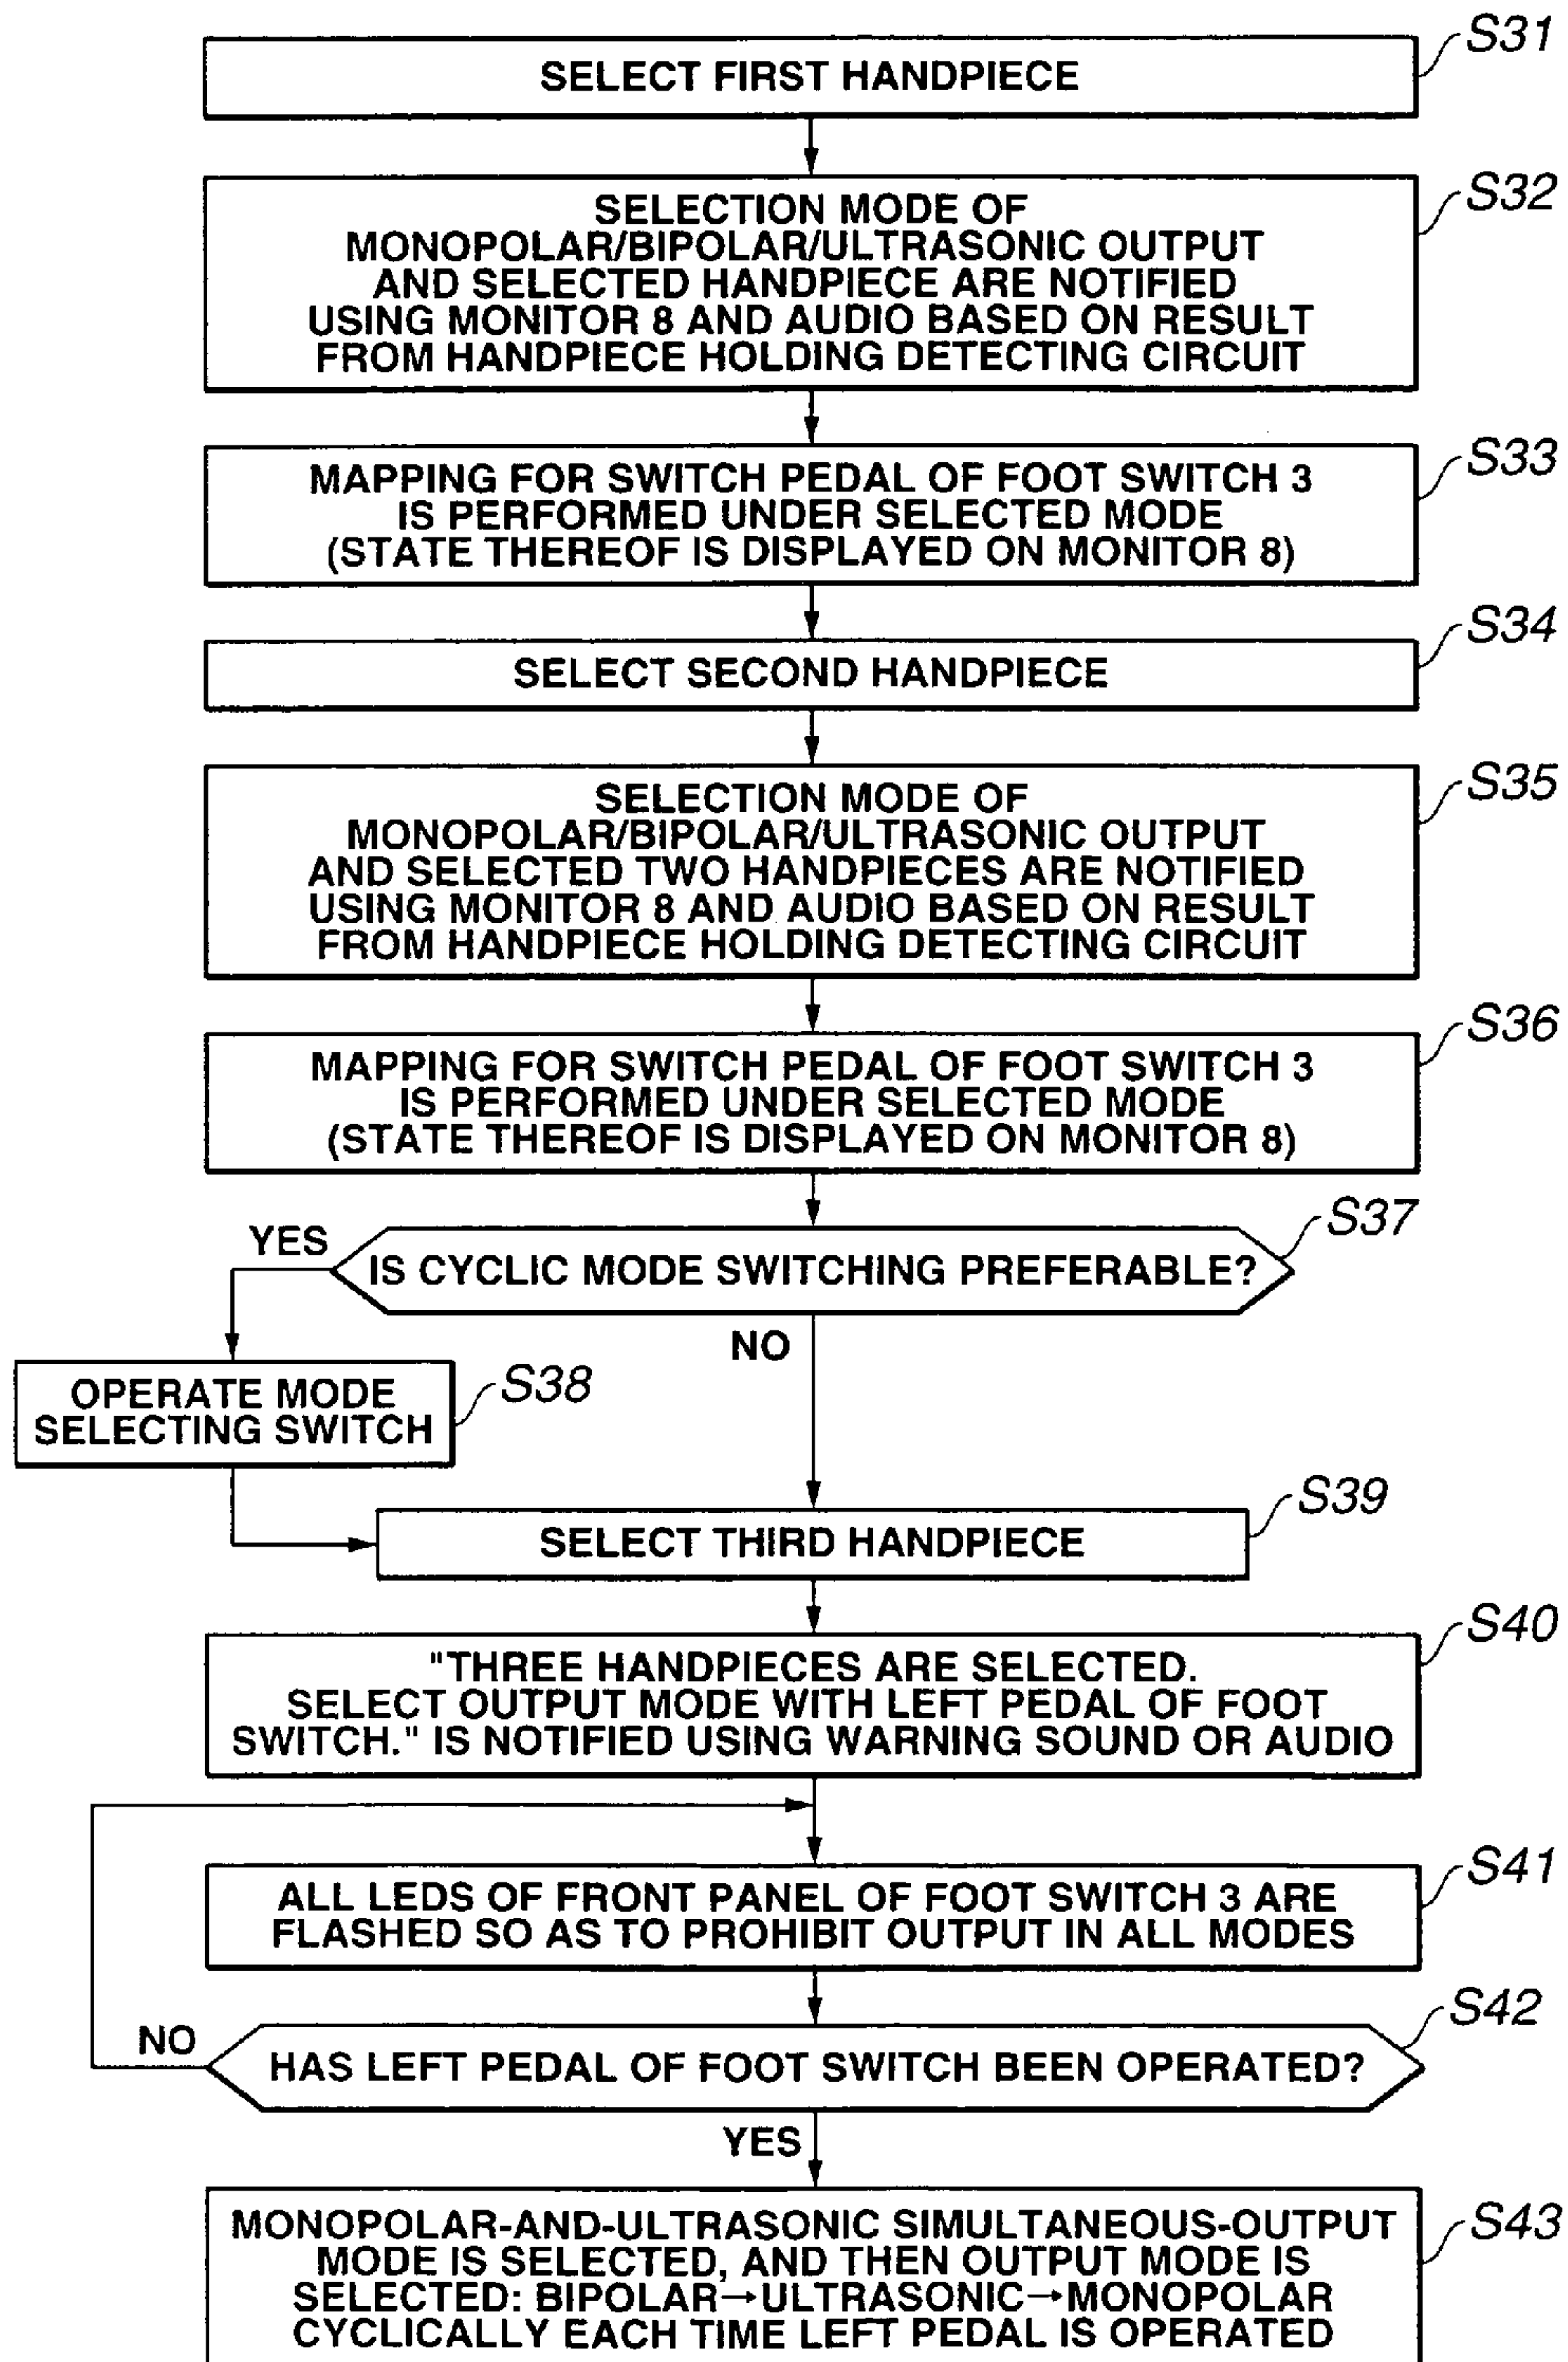 S31
SELECT FIRST HANDPIECE
S32
SELECTION MODE OF
MONOPOLAR/BIPOLAR/ULTRASONIC OUTPUT
AND SELECTED HANDPIECE ARE NOTIFIED
USING MONITOR 8 AND AUDIO BASED ON RESULT
FROM HANDPIECE HOLDING DETECTING CIRCUIT
S33
MAPPING FOR SWITCH PEDAL OF FOOT SWITCH 3
IS PERFORMED UNDER SELECTED MODE
(STATE THEREOF IS DISPLAYED ON MONITOR 8)
S34
SELECT SECOND HANDPIECE
S35
SELECTION MODE OF
MONOPOLAR/BIPOLAR/ULTRASONIC OUTPUT
AND SELECTED TWO HANDPIECES ARE NOTIFIED
USING MONITOR 8 AND AUDIO BASED ON RESULT
FROM HANDPIECE HOLDING DETECTING CIRCUIT
S36
MAPPING FOR SWITCH PEDAL OF FOOT SWITCH 3
IS PERFORMED UNDER SELECTED MODE
(STATE THEREOF IS DISPLAYED ON MONITOR 8)
S37
YES
IS CYCLIC MODE SWITCHING PREFERABLE?
NO
S38
OPERATE MODE
SELECTING SWITCH
S39
SELECT THIRD HANDPIECE
S40
"THREE HANDPIECES ARE SELECTED.
SELECT OUTPUT MODE WITH LEFT PEDAL OF FOOT
SWITCH." IS NOTIFIED USING WARNING SOUND OR AUDIO
S41
ALL LEDS OF FRONT PANEL OF FOOT SWITCH 3 ARE
FLASHED SO AS TO PROHIBIT OUTPUT IN ALL MODES
S42
NO
HAS LEFT PEDAL OF FOOT SWITCH BEEN OPERATED?
YES
S43
MONOPOLAR-AND-ULTRASONIC SIMULTANEOUS-OUTPUT
MODE IS SELECTED, AND THEN OUTPUT MODE IS
SELECTED: BIPOLAR→ULTRASONIC→MONOPOLAR
CYCLICALLY EACH TIME LEFT PEDAL IS OPERATED